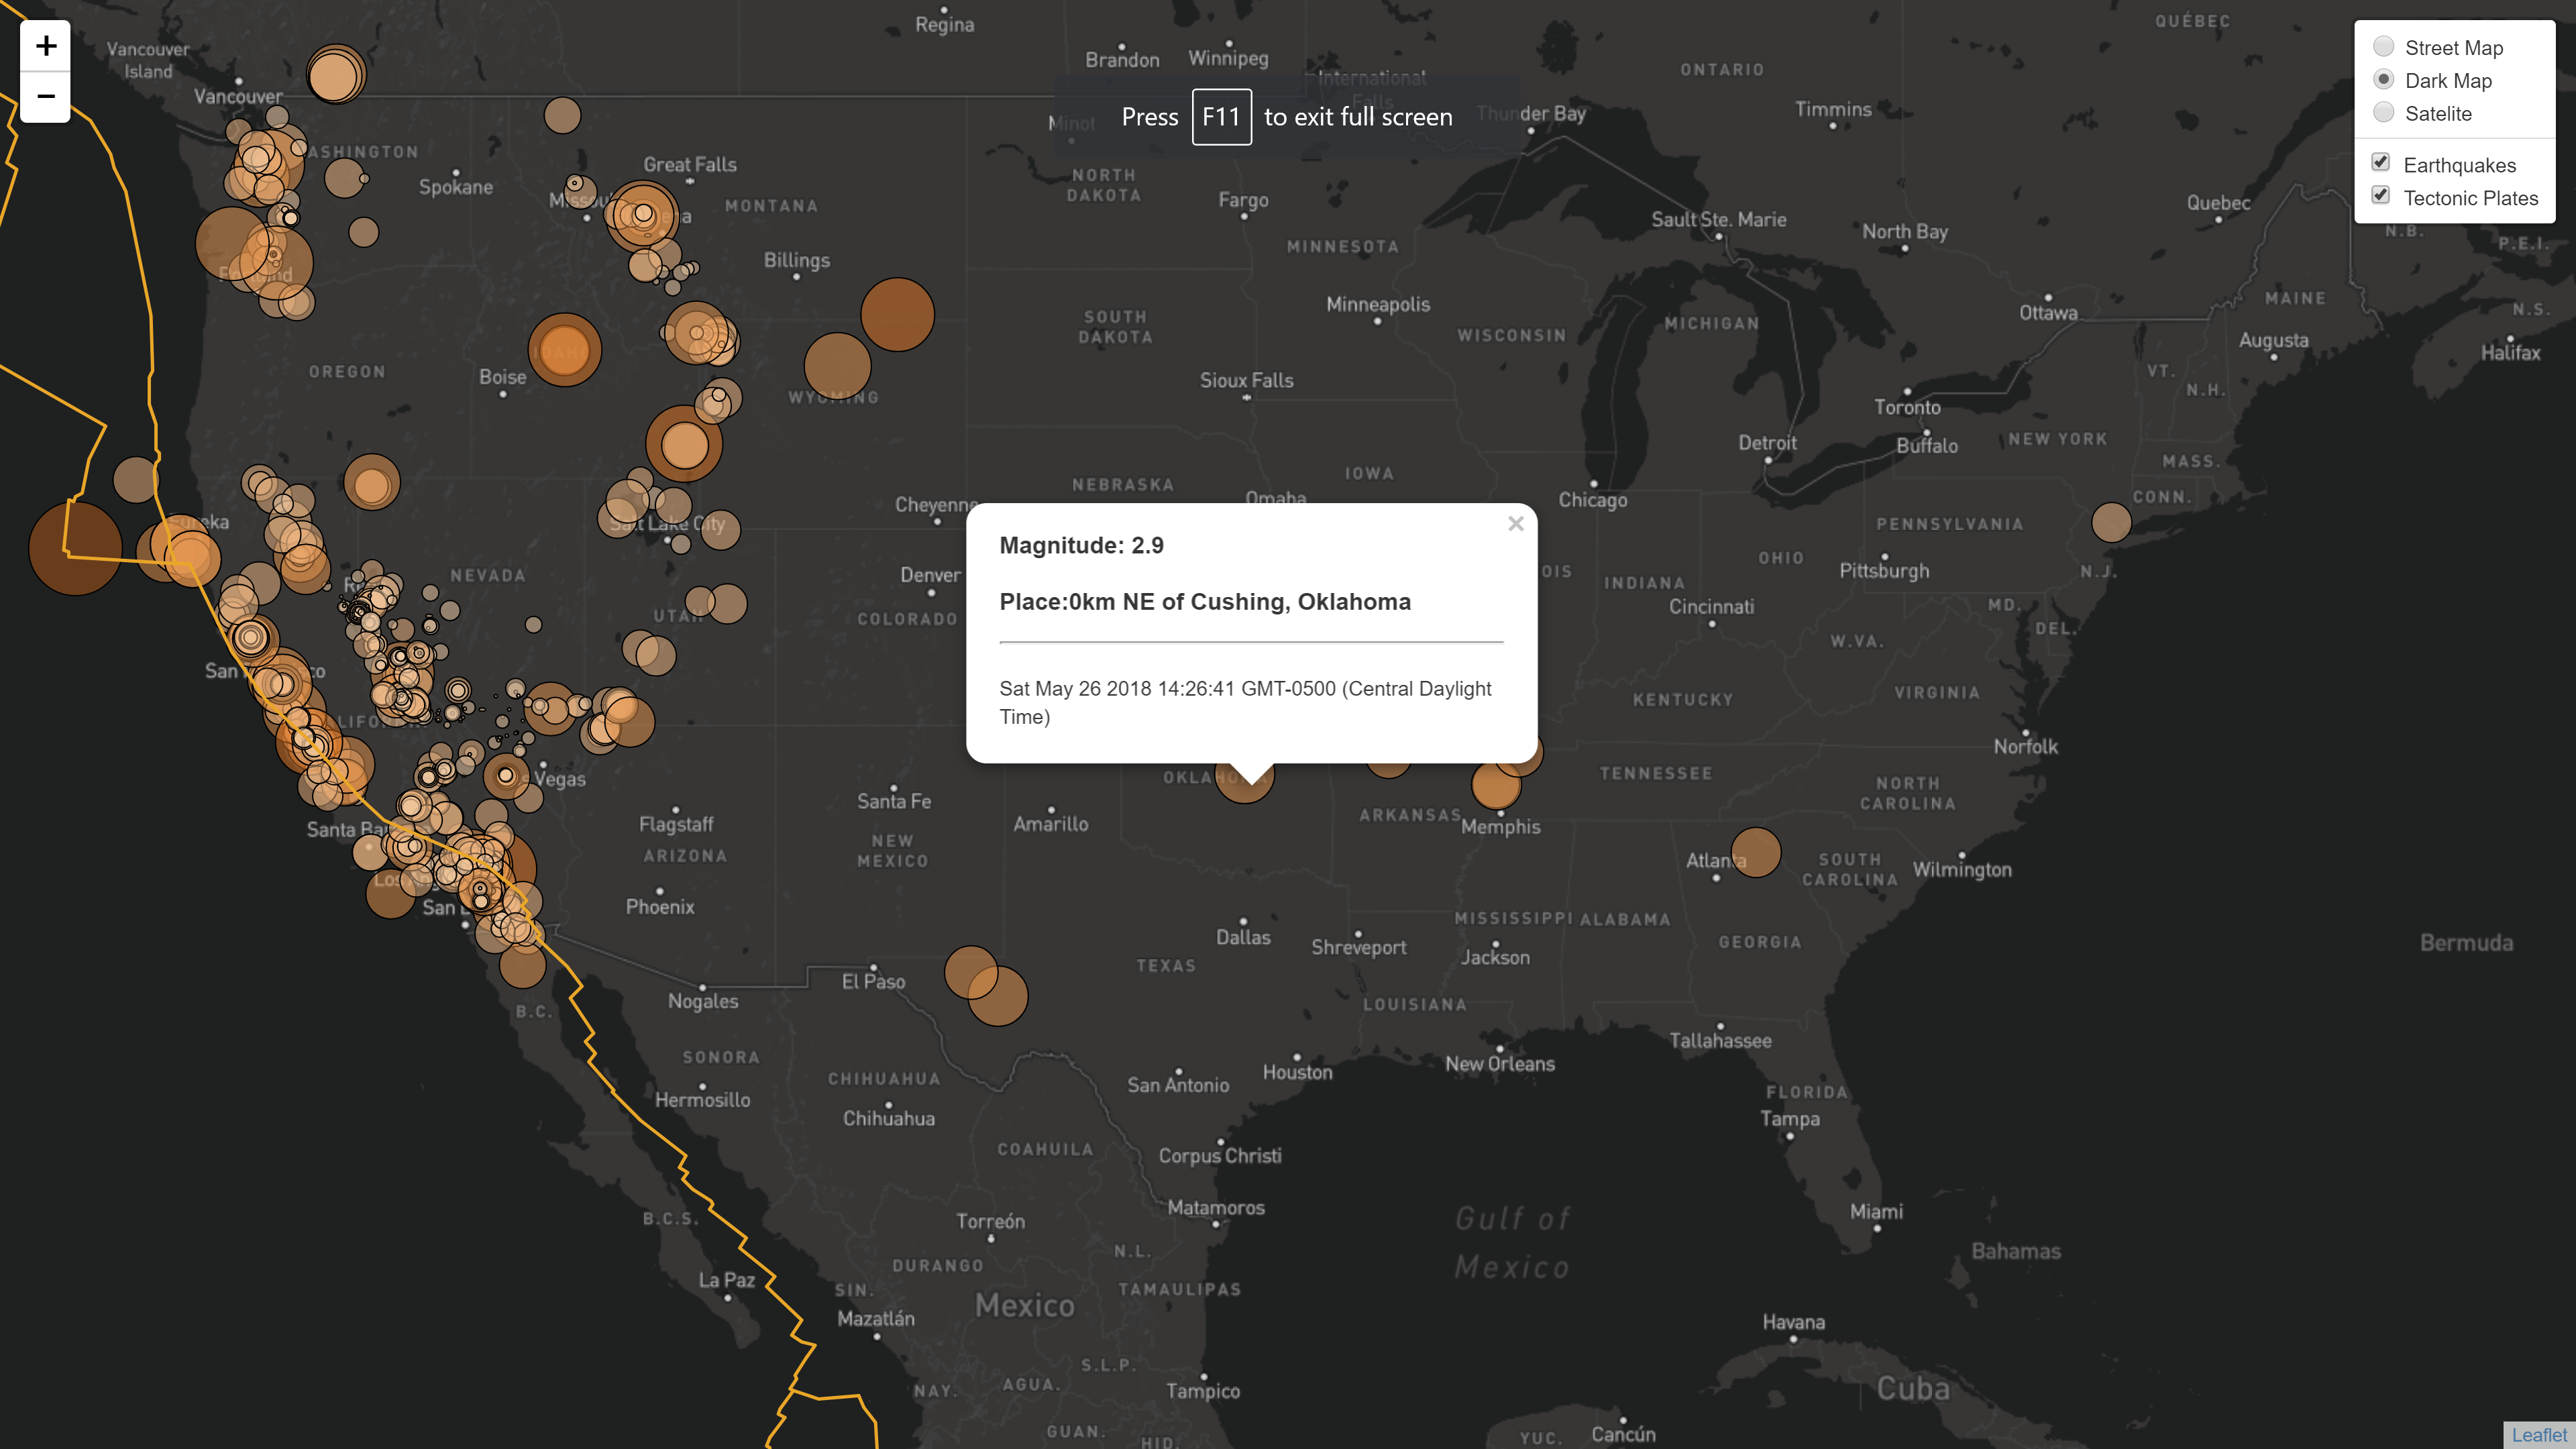 Regina
QUÉBEC
+
Vancouver
Island
Brandon
Winnipeg
International
Falls
ONTARIO
Street Map
Dark Map
Satelite
Earthquakes
Tectonic Plates
−
Vancouver
Press F11 to exit full screen
Minot
Thunder Bay
Timmins
ASHINGTON
Spokane
Great Falls
MONTANA
NORTH
DAKOTA
Fargo
Sault Ste. Marie
North Bay
Quebec
N.B.
P.E.I.
MINNESOTA
Billings
Minneapolis
Ottawa
MAINE
N.S.
SOUTH
DAKOTA
WISCONSIN
MICHIGAN
Augusta
Halifax
OREGON
Boise
IDAHO
WYOMING
Sioux Falls
VT.
N.H.
Toronto
Detroit
Buffalo
NEW YORK
MASS.
NEBRASKA
IOWA
Omaha
Chicago
CONN.
Cheyenne
Salt Lake City
PENNSYLVANIA
Eureka
NEVADA
Denver
OIS
INDIANA
OHIO
Pittsburgh
N.J.
UTAH
COLORADO
Cincinnati
MD.
DEL.
W.VA.
Magnitude: 2.9
×
Place:0km NE of Cushing, Oklahoma
Sat May 26 2018 14:26:41 GMT-0500 (Central Daylight
Time)
San
co
KENTUCKY
VIRGINIA
LIFO
Norfolk
Vegas
OKLAHOMA
TENNESSEE
NORTH
CAROLINA
Santa Fe
Amarillo
ARKANSAS
Memphis
Santa Ba
Flagstaff
ARIZONA
NEW
MEXICO
Atlanta
SOUTH
CAROLINA
Wilmington
Los
San
Phoenix
Dallas
Shreveport
MISSISSIPPI
ALABAMA
GEORGIA
Jackson
Bermuda
TEXAS
El Paso
Nogales
B.C.
LOUISIANA
Tallahassee
SONORA
CHIHUAHUA
San Antonio
Houston
New Orleans
Hermosillo
Chihuahua
FLORIDA
Tampa
COAHUILA
Corpus Christi
B.C.S.
Torreón
Matamoros
Gulf of
Mexico
Miami
Bahamas
N.L.
DURANGO
La Paz
SIN.
TAMAULIPAS
Mexico
Mazatlán
Havana
S.L.P.
NAY.
AGUA.
Tampico
Cuba
GUAN.
HID.
YUC.
Cancún
Leaflet